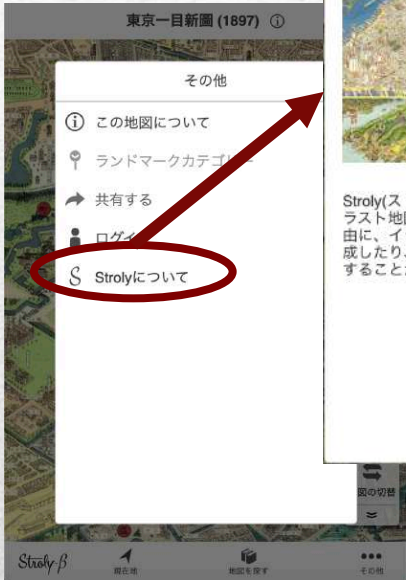 東京一目新圖 (1897)
その他
この地図について
ランドマークカテゴリー
共有する
ログイン
Strolyについて
Stroly(ス
ラスト地
由に、イ
成したり、
することが
図の切替
Stroly β
現在地
地図を探す
その他